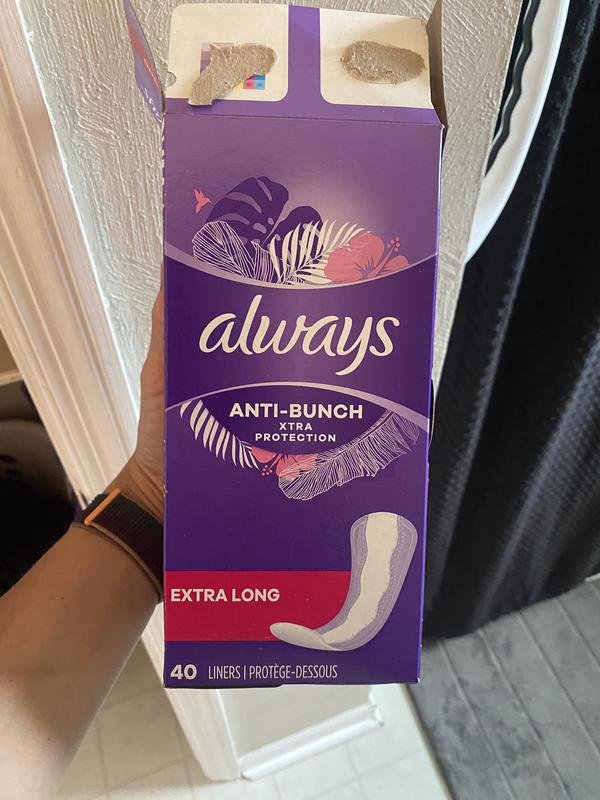 always
ANTI-BUNCH
XTRA
PROTECTION
EXTRA LONG
40 LINERS | PROTÈGE-DESSOUS